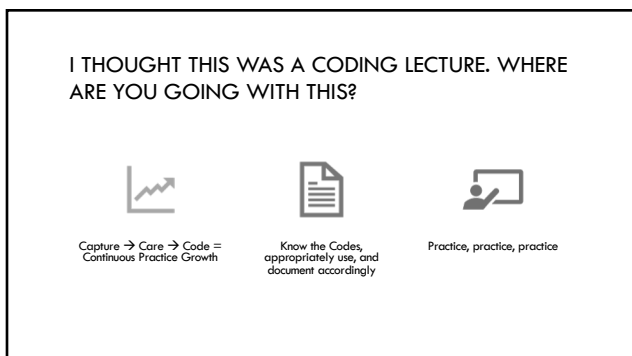 I THOUGHT THIS WAS A CODING LECTURE. WHERE
ARE YOU GOING WITH THIS?
Capture → Care → Code =
Continuous Practice Growth
Know the Codes,
appropriately use, and
document accordingly
Practice, practice, practice